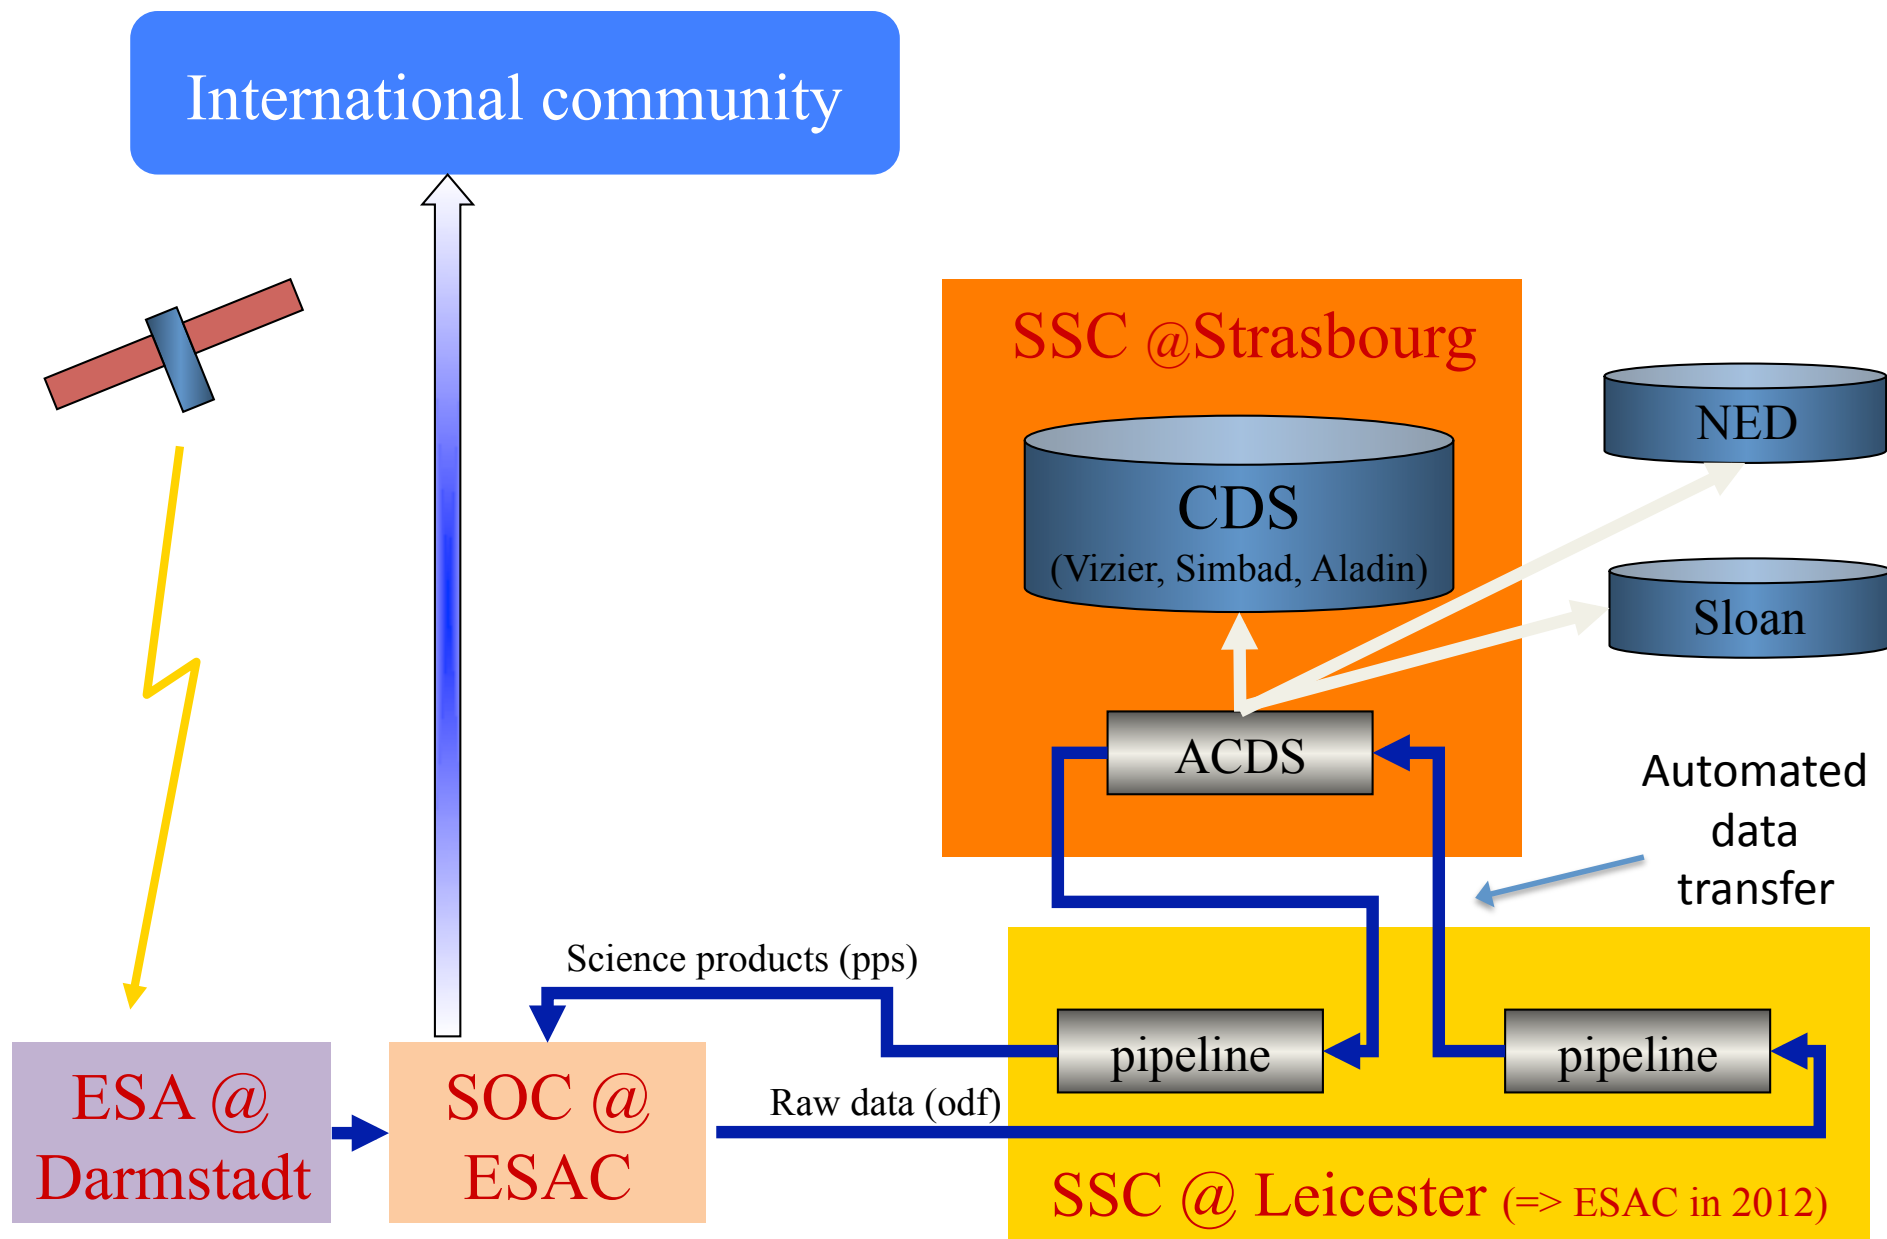 International community
SSC @Strasbourg
NED
CDS
(Vizier, Simbad, Aladin)
Sloan
ACDS
Automated
data
transfer
Science products (pps)
pipeline
pipeline
ESA @
Darmstadt
SOC @
ESAC
Raw data (odf)
SSC @ Leicester (=> ESAC in 2012)